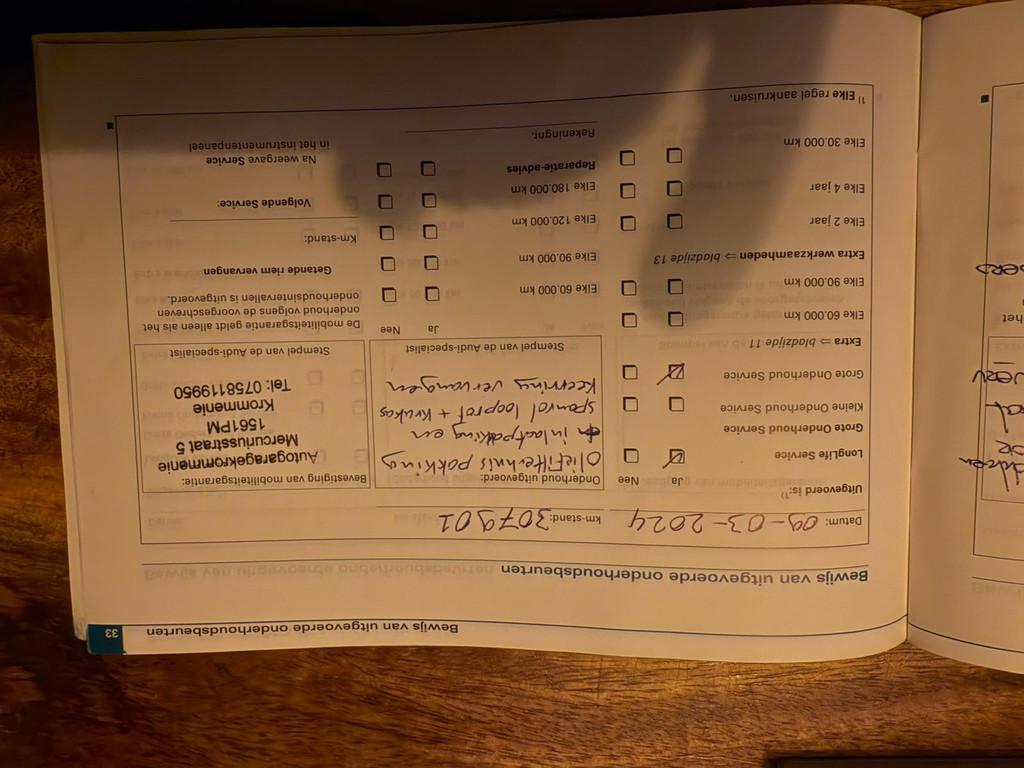 33
Bewijs van uitgevoerde onderhoudsbeurten
Bewijs van uitgevoerde onderhoudsbeurten
Datum: 09-03-2024
km-stand: 307901
Uitgevoerd is:¹⁾
Ja Nee
LongLife Service
Grote Onderhoud Service
Kleine Onderhoud Service
Grote Onderhoud Service
Extra ⇒ bladzijde 11
Elke 60.000 km
Elke 90.000 km
Extra werkzaamheden ⇒ bladzijde 13
Elke 2 jaar
Elke 4 jaar
Elke 30.000 km
¹⁾ Elke regel aankruisen.
Onderhoud uitgevoerd:
Oliefilterhuis pakking
en inlaatpakking en
spanrol looprol + krukas
keerring vervangen
Stempel van de Audi-specialist
Ja Nee
Elke 60.000 km
Elke 90.000 km
Elke 120.000 km
Elke 180.000 km
Reparatie-advies
Rekeningnr.
Bevestiging van mobiliteitsgarantie:
Autogaragekrommenie
Mercuriusstraat 5
1561PM
Krommenie
Tel: 0758119950
Stempel van de Audi-specialist
De mobiliteitsgarantie geldt alleen als het
onderhoud volgens de voorgeschreven
onderhoudsintervallen is uitgevoerd.
Getande riem vervangen
Km-stand:
Volgende Service:
Na weergave Service
in het instrumentenpaneel